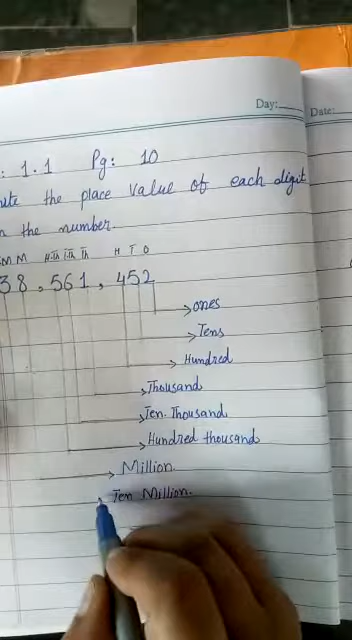 Day: Date:
: 1.1 Pg: 10
the place value of each digit
the number.
M M H.Th T.Th Th H T O
38,561,452
ones
Tens
Hundred
Thousand
Ten. Thousand
Hundred thousand
Million
Ten Million.